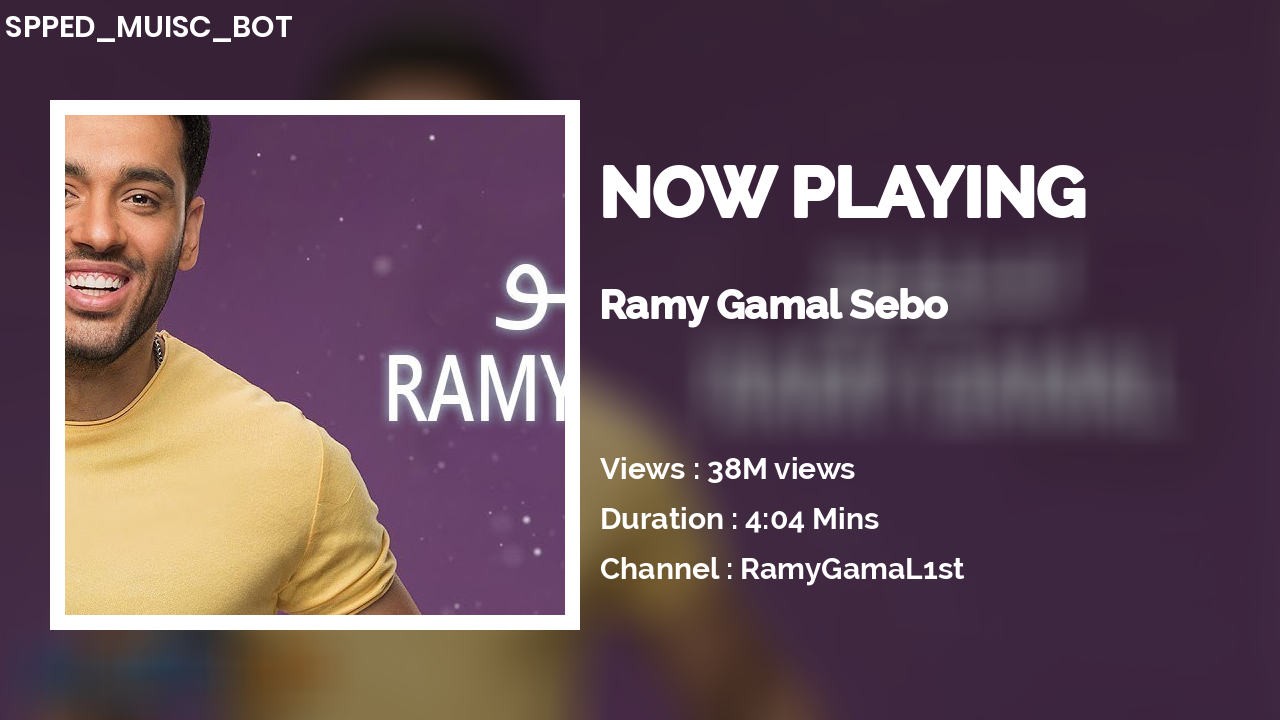 SPPED_MUISC_BOT
NOW PLAYING
Ramy Gamal Sebo
RAMY
Views : 38M views
Duration : 4:04 Mins
Channel : RamyGamaL1st